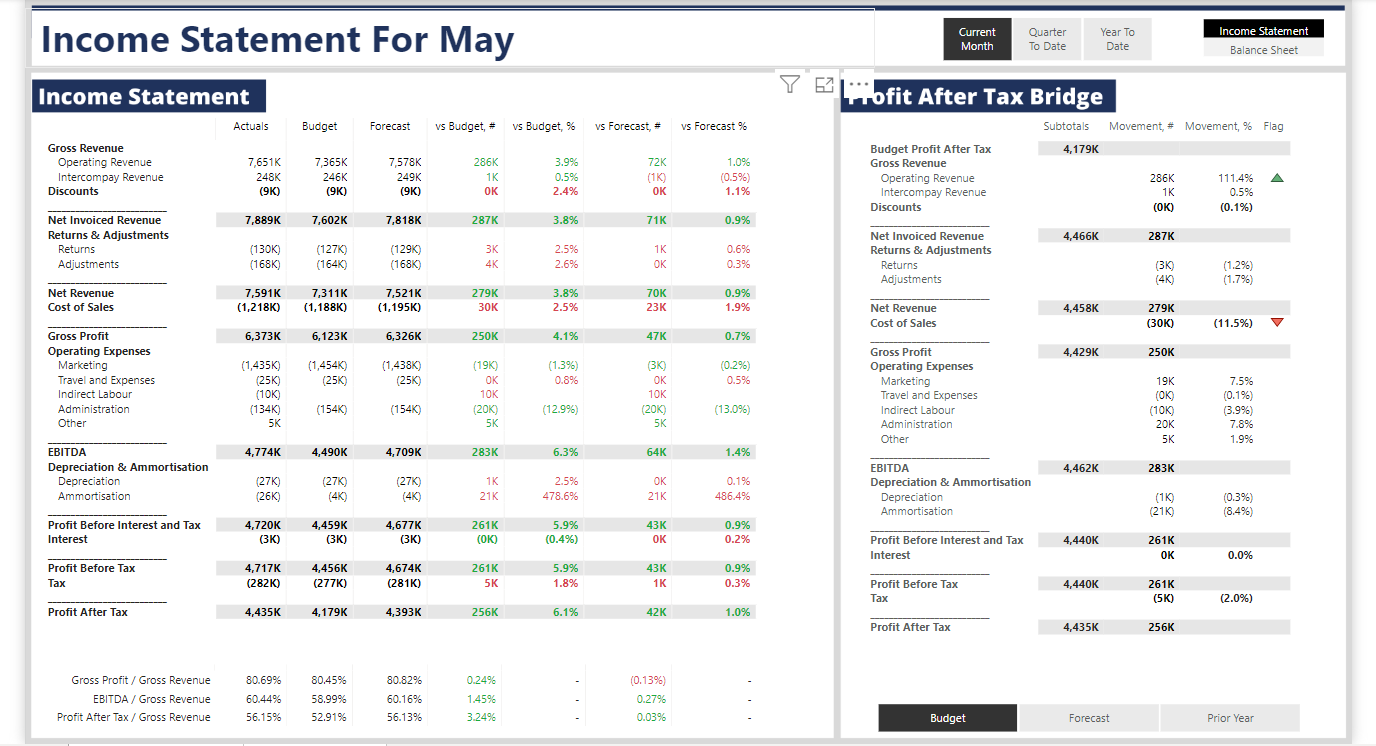 Income Statement For May
Current Month
Quarter To Date
Year To Date
Income Statement
Balance Sheet
Income Statement
Actuals Budget Forecast vs Budget, # vs Budget, % vs Forecast, # vs Forecast %
Gross Revenue
Operating Revenue 7,651K 7,365K 7,578K 286K 3.9% 72K 1.0%
Intercompay Revenue 248K 246K 249K 1K 0.5% (1K) (0.5%)
Discounts (9K) (9K) (9K) 0K 2.4% 0K 1.1%
Net Invoiced Revenue 7,889K 7,602K 7,818K 287K 3.8% 71K 0.9%
Returns & Adjustments
Returns (130K) (127K) (129K) 3K 2.5% 1K 0.6%
Adjustments (168K) (164K) (168K) 4K 2.6% 0K 0.3%
Net Revenue 7,591K 7,311K 7,521K 279K 3.8% 70K 0.9%
Cost of Sales (1,218K) (1,188K) (1,195K) 30K 2.5% 23K 1.9%
Gross Profit 6,373K 6,123K 6,326K 250K 4.1% 47K 0.7%
Operating Expenses
Marketing (1,435K) (1,454K) (1,438K) (19K) (1.3%) (3K) (0.2%)
Travel and Expenses (25K) (25K) (25K) 0K 0.8% 0K 0.5%
Indirect Labour (10K) 10K 10K
Administration (134K) (154K) (154K) (20K) (12.9%) (20K) (13.0%)
Other 5K 5K 5K
EBITDA 4,774K 4,490K 4,709K 283K 6.3% 64K 1.4%
Depreciation & Ammortisation
Depreciation (27K) (27K) (27K) 1K 2.5% 0K 0.1%
Ammortisation (26K) (4K) (4K) 21K 478.6% 21K 486.4%
Profit Before Interest and Tax 4,720K 4,459K 4,677K 261K 5.9% 43K 0.9%
Interest (3K) (3K) (3K) (0K) (0.4%) 0K 0.2%
Profit Before Tax 4,717K 4,456K 4,674K 261K 5.9% 43K 0.9%
Tax (282K) (277K) (281K) 5K 1.8% 1K 0.3%
Profit After Tax 4,435K 4,179K 4,393K 256K 6.1% 42K 1.0%
Gross Profit / Gross Revenue 80.69% 80.45% 80.82% 0.24% - (0.13%) -
EBITDA / Gross Revenue 60.44% 58.99% 60.16% 1.45% - 0.27% -
Profit After Tax / Gross Revenue 56.15% 52.91% 56.13% 3.24% - 0.03% -
Profit After Tax Bridge
Subtotals Movement, # Movement, % Flag
Budget Profit After Tax 4,179K
Gross Revenue
Operating Revenue 286K 111.4%
Intercompay Revenue 1K 0.5%
Discounts (0K) (0.1%)
Net Invoiced Revenue 4,466K 287K
Returns & Adjustments
Returns (3K) (1.2%)
Adjustments (4K) (1.7%)
Net Revenue 4,458K 279K
Cost of Sales (30K) (11.5%)
Gross Profit 4,429K 250K
Operating Expenses
Marketing 19K 7.5%
Travel and Expenses (0K) (0.1%)
Indirect Labour (10K) (3.9%)
Administration 20K 7.8%
Other 5K 1.9%
EBITDA 4,462K 283K
Depreciation & Ammortisation
Depreciation (1K) (0.3%)
Ammortisation (21K) (8.4%)
Profit Before Interest and Tax 4,440K 261K
Interest 0K 0.0%
Profit Before Tax 4,440K 261K
Tax (5K) (2.0%)
Profit After Tax 4,435K 256K
Budget
Forecast
Prior Year